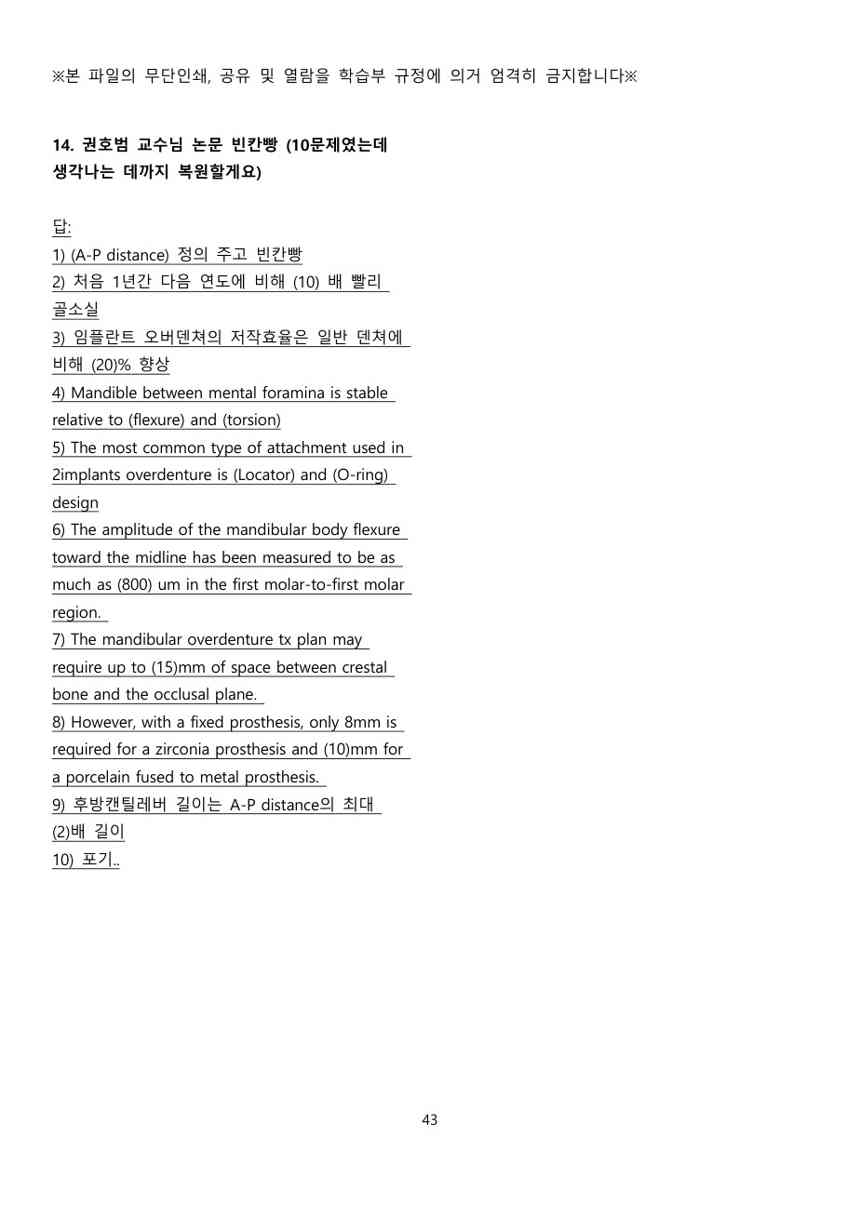 ※본 파일의 무단인쇄, 공유 및 열람을 학습부 규정에 의거 엄격히 금지합니다※
14. 권호범 교수님 논문 빈칸빵 (10문제였는데
생각나는 데까지 복원할게요)
답:
1) (A-P distance) 정의 주고 빈칸빵
2) 처음 1년간 다음 연도에 비해 (10) 배 빨리
골소실
3) 임플란트 오버덴쳐의 저작효율은 일반 덴쳐에
비해 (20)% 향상
4) Mandible between mental foramina is stable
relative to (flexure) and (torsion)
5) The most common type of attachment used in
2implants overdenture is (Locator) and (O-ring)
design
6) The amplitude of the mandibular body flexure
toward the midline has been measured to be as
much as (800) um in the first molar-to-first molar
region.
7) The mandibular overdenture tx plan may
require up to (15)mm of space between crestal
bone and the occlusal plane.
8) However, with a fixed prosthesis, only 8mm is
required for a zirconia prosthesis and (10)mm for
a porcelain fused to metal prosthesis.
9) 후방캔틸레버 길이는 A-P distance의 최대
(2)배 길이
10) 포기..
43